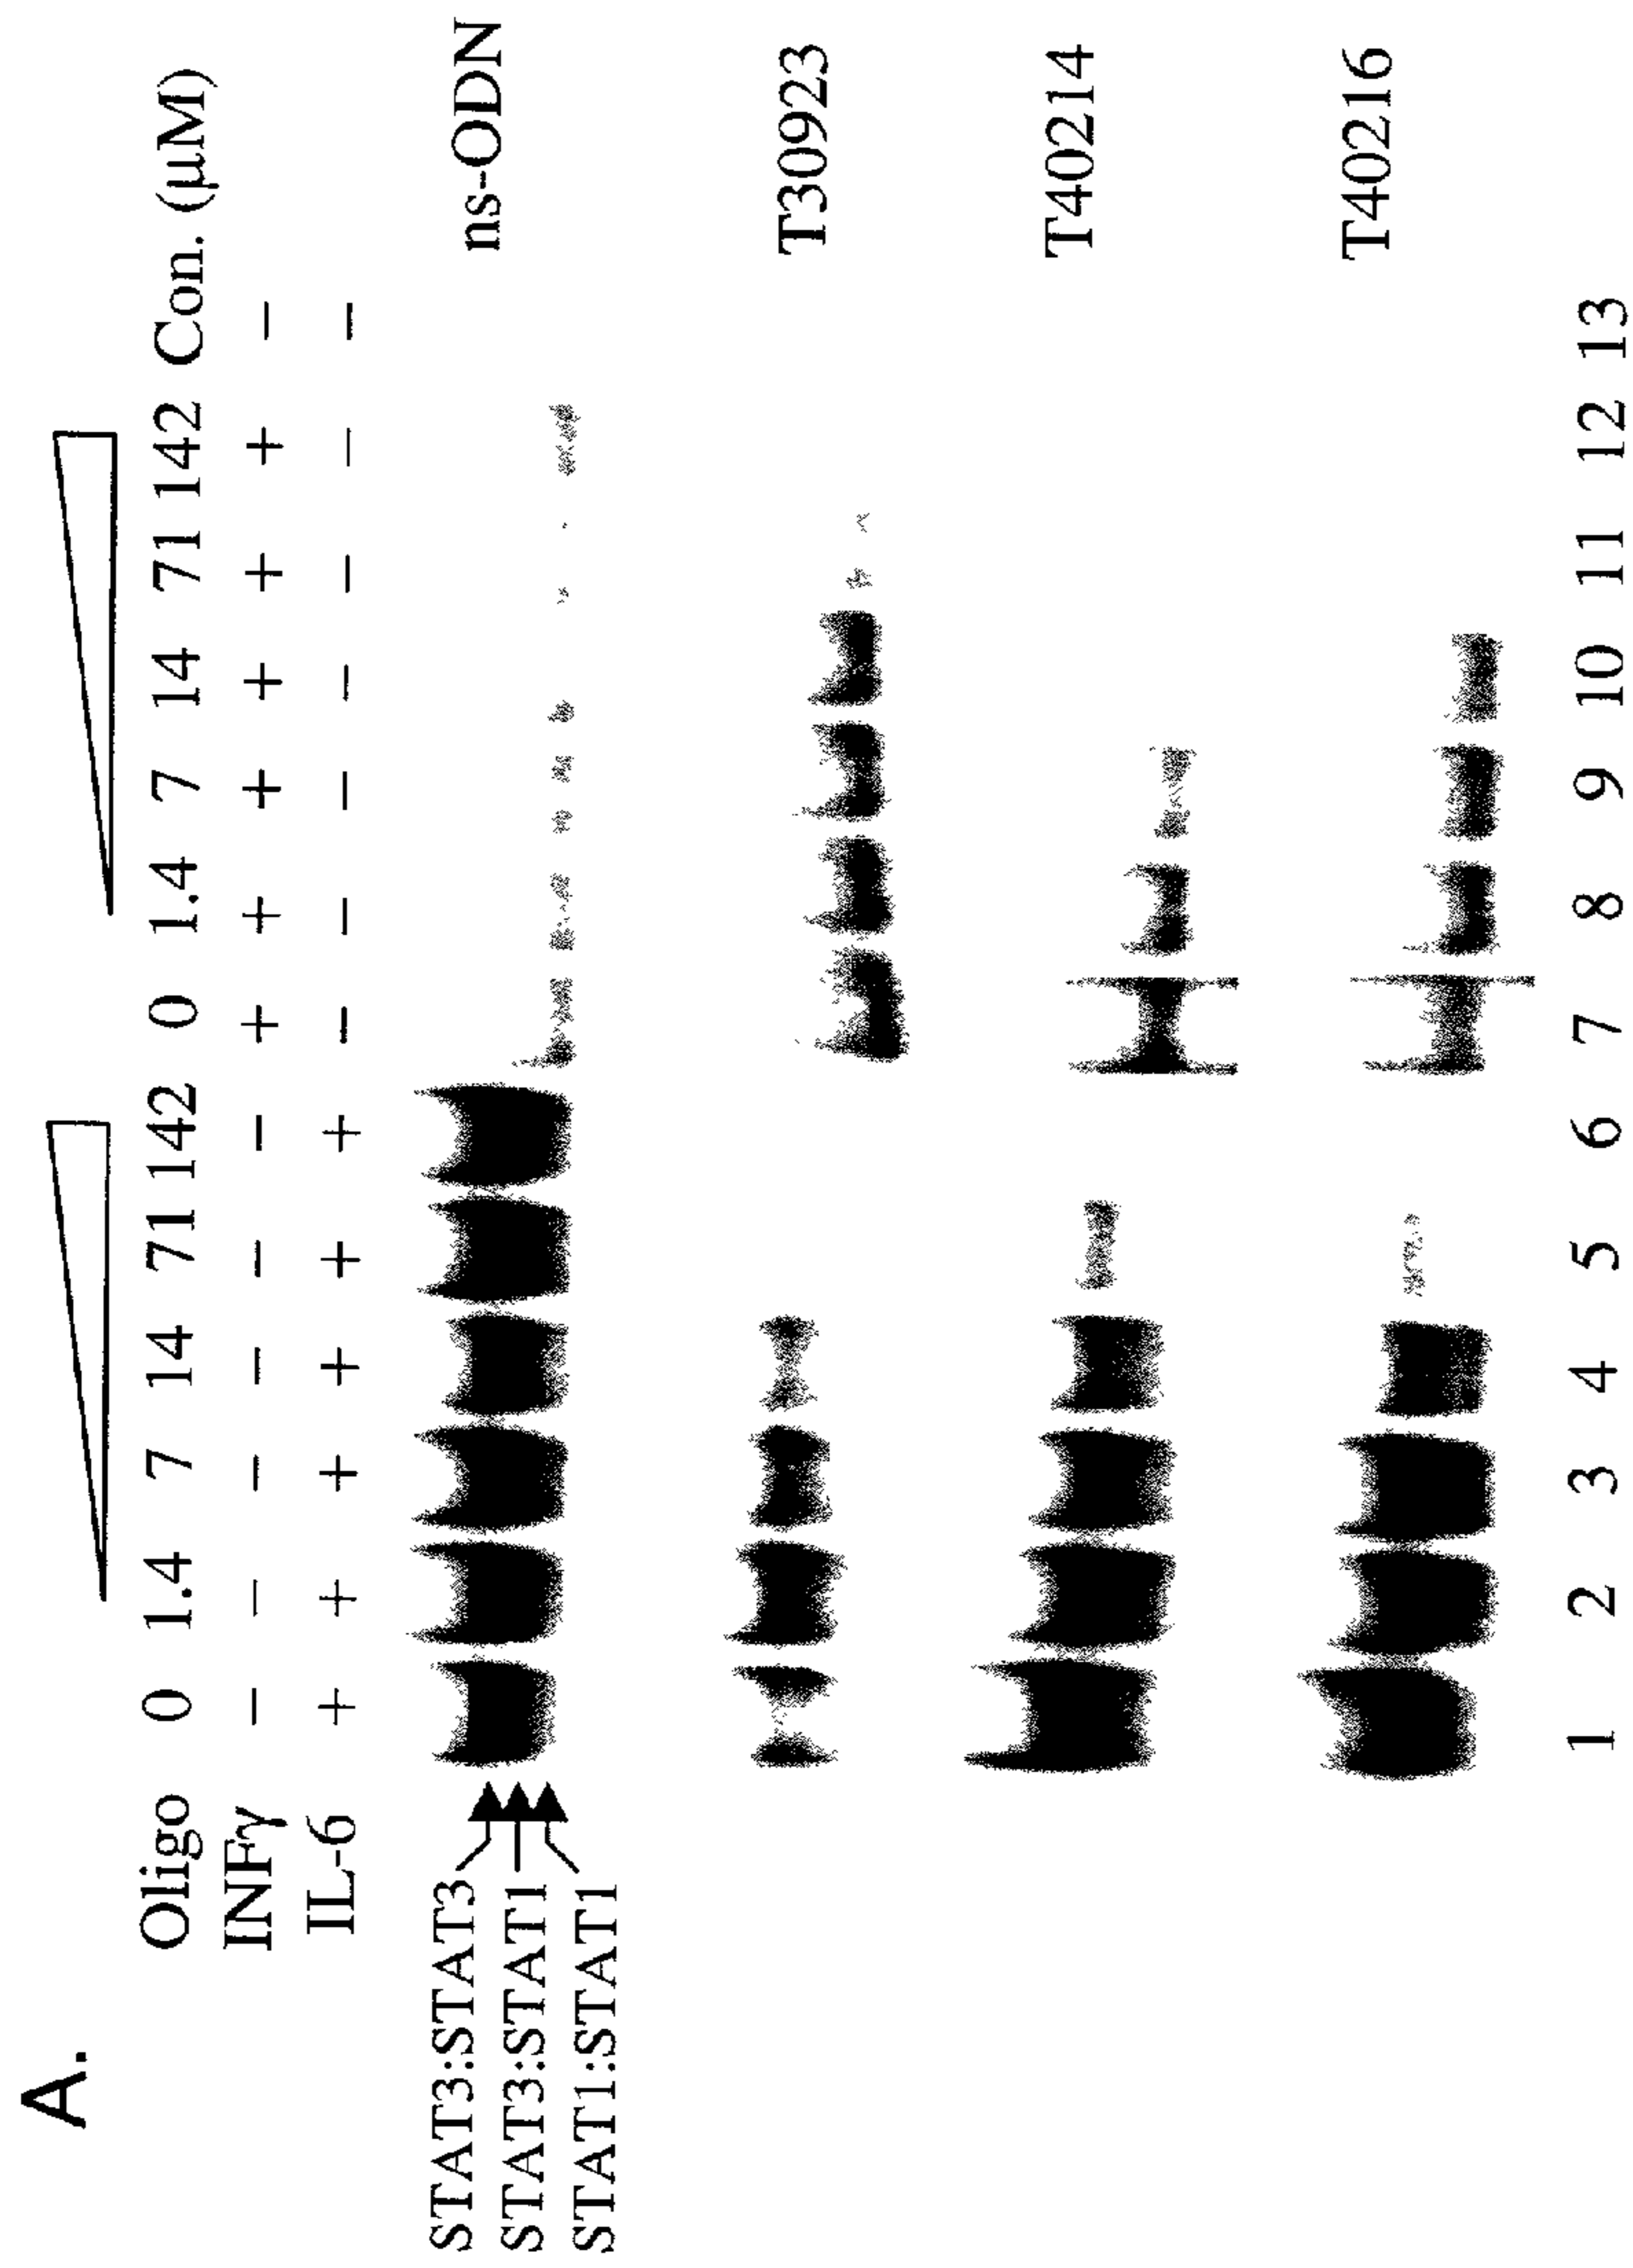 A.
Oligo 0 1.4 7 14 71 142 0 1.4 7 14 71 142 Con. (μM)
INFγ − − − − − − + + + + + + −
IL-6 + + + + + + − − − − − − −
STAT3:STAT3
STAT3:STAT1
STAT1:STAT1
ns-ODN
T30923
T40214
T40216
1 2 3 4 5 6 7 8 9 10 11 12 13